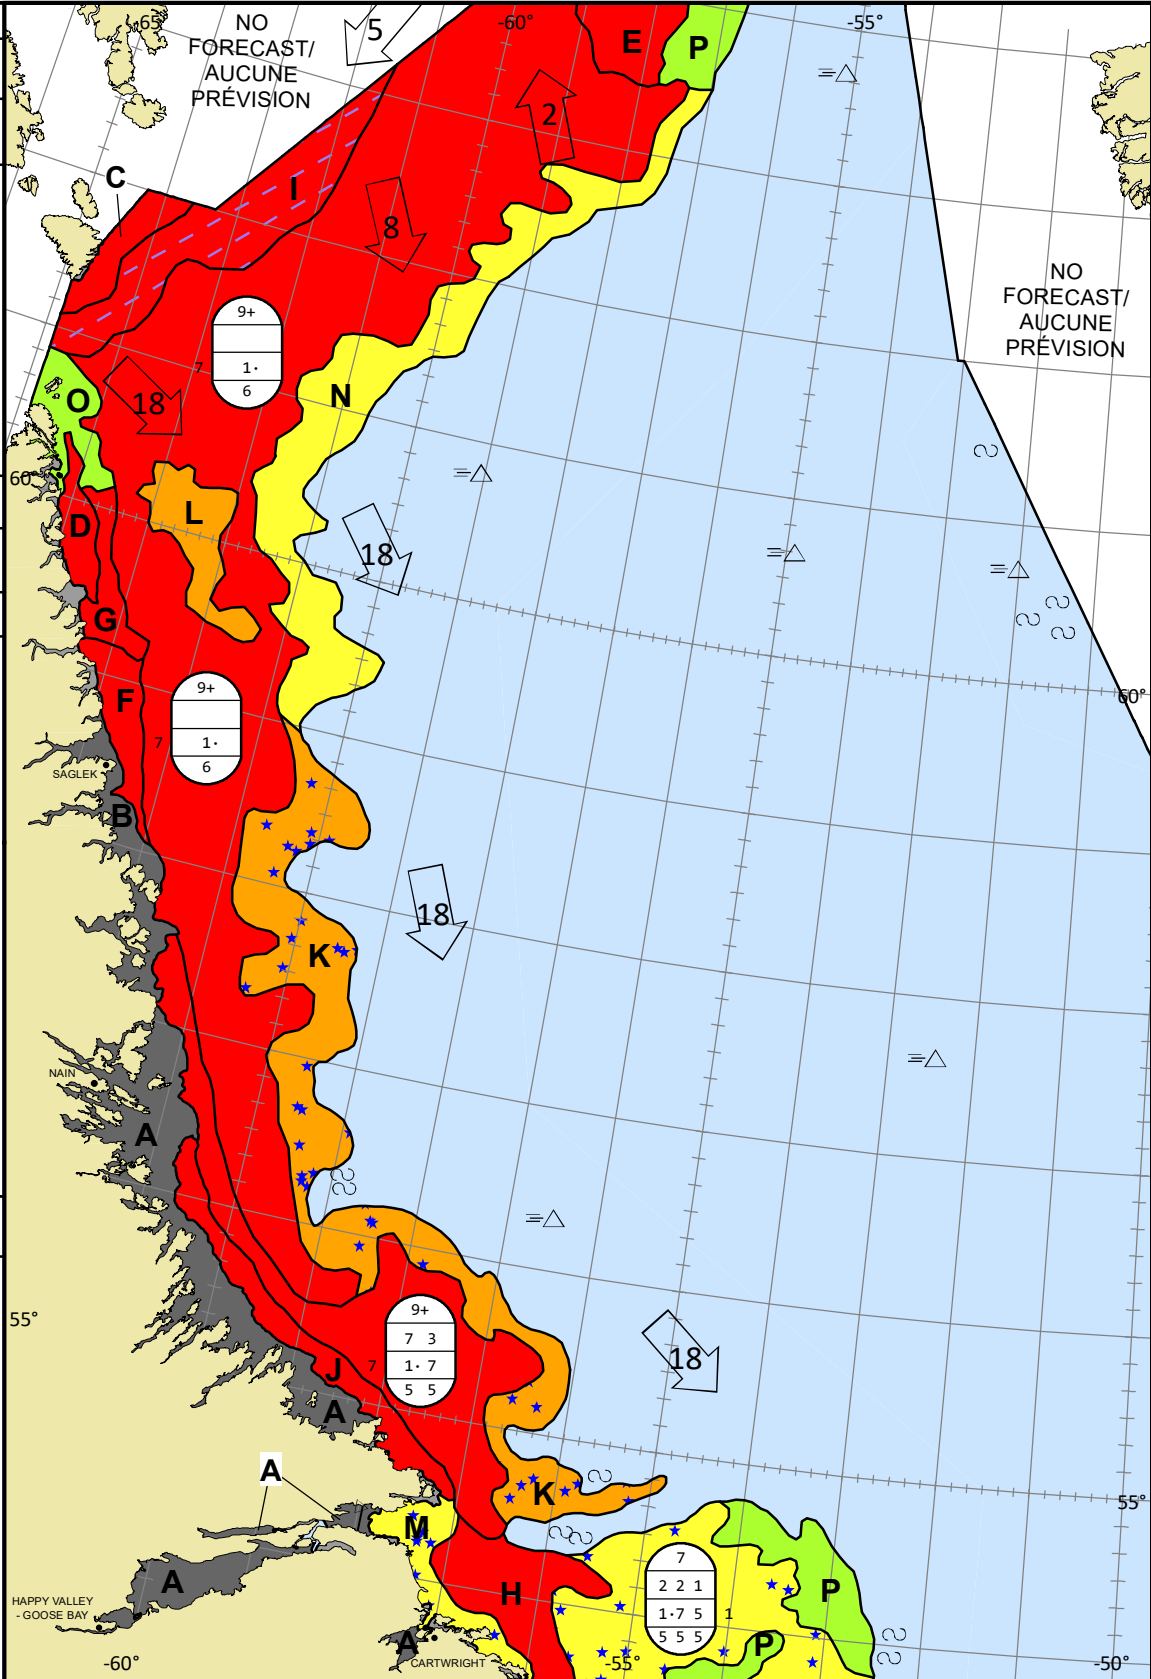 65°
NO
FORECAST/
AUCUNE
PRÉVISION
5
-60°
E
P
-55°
2
C
I
8
NO
FORECAST/
AUCUNE
PRÉVISION
9+
7 1·
6
O
18
N
60°
L
D
18
G
60°
F
9+
7 1·
6
SAGLEK
B
18
K
NAIN
A
55°
9+
7 3
7 1· 7
5 5
18
J
A
A
K
55°
M
7
2 2 1
1·7 5 1
5 5 5
A
H
P
HAPPY VALLEY
- GOOSE BAY
A
P
-60°
CARTWRIGHT
-55°
-50°